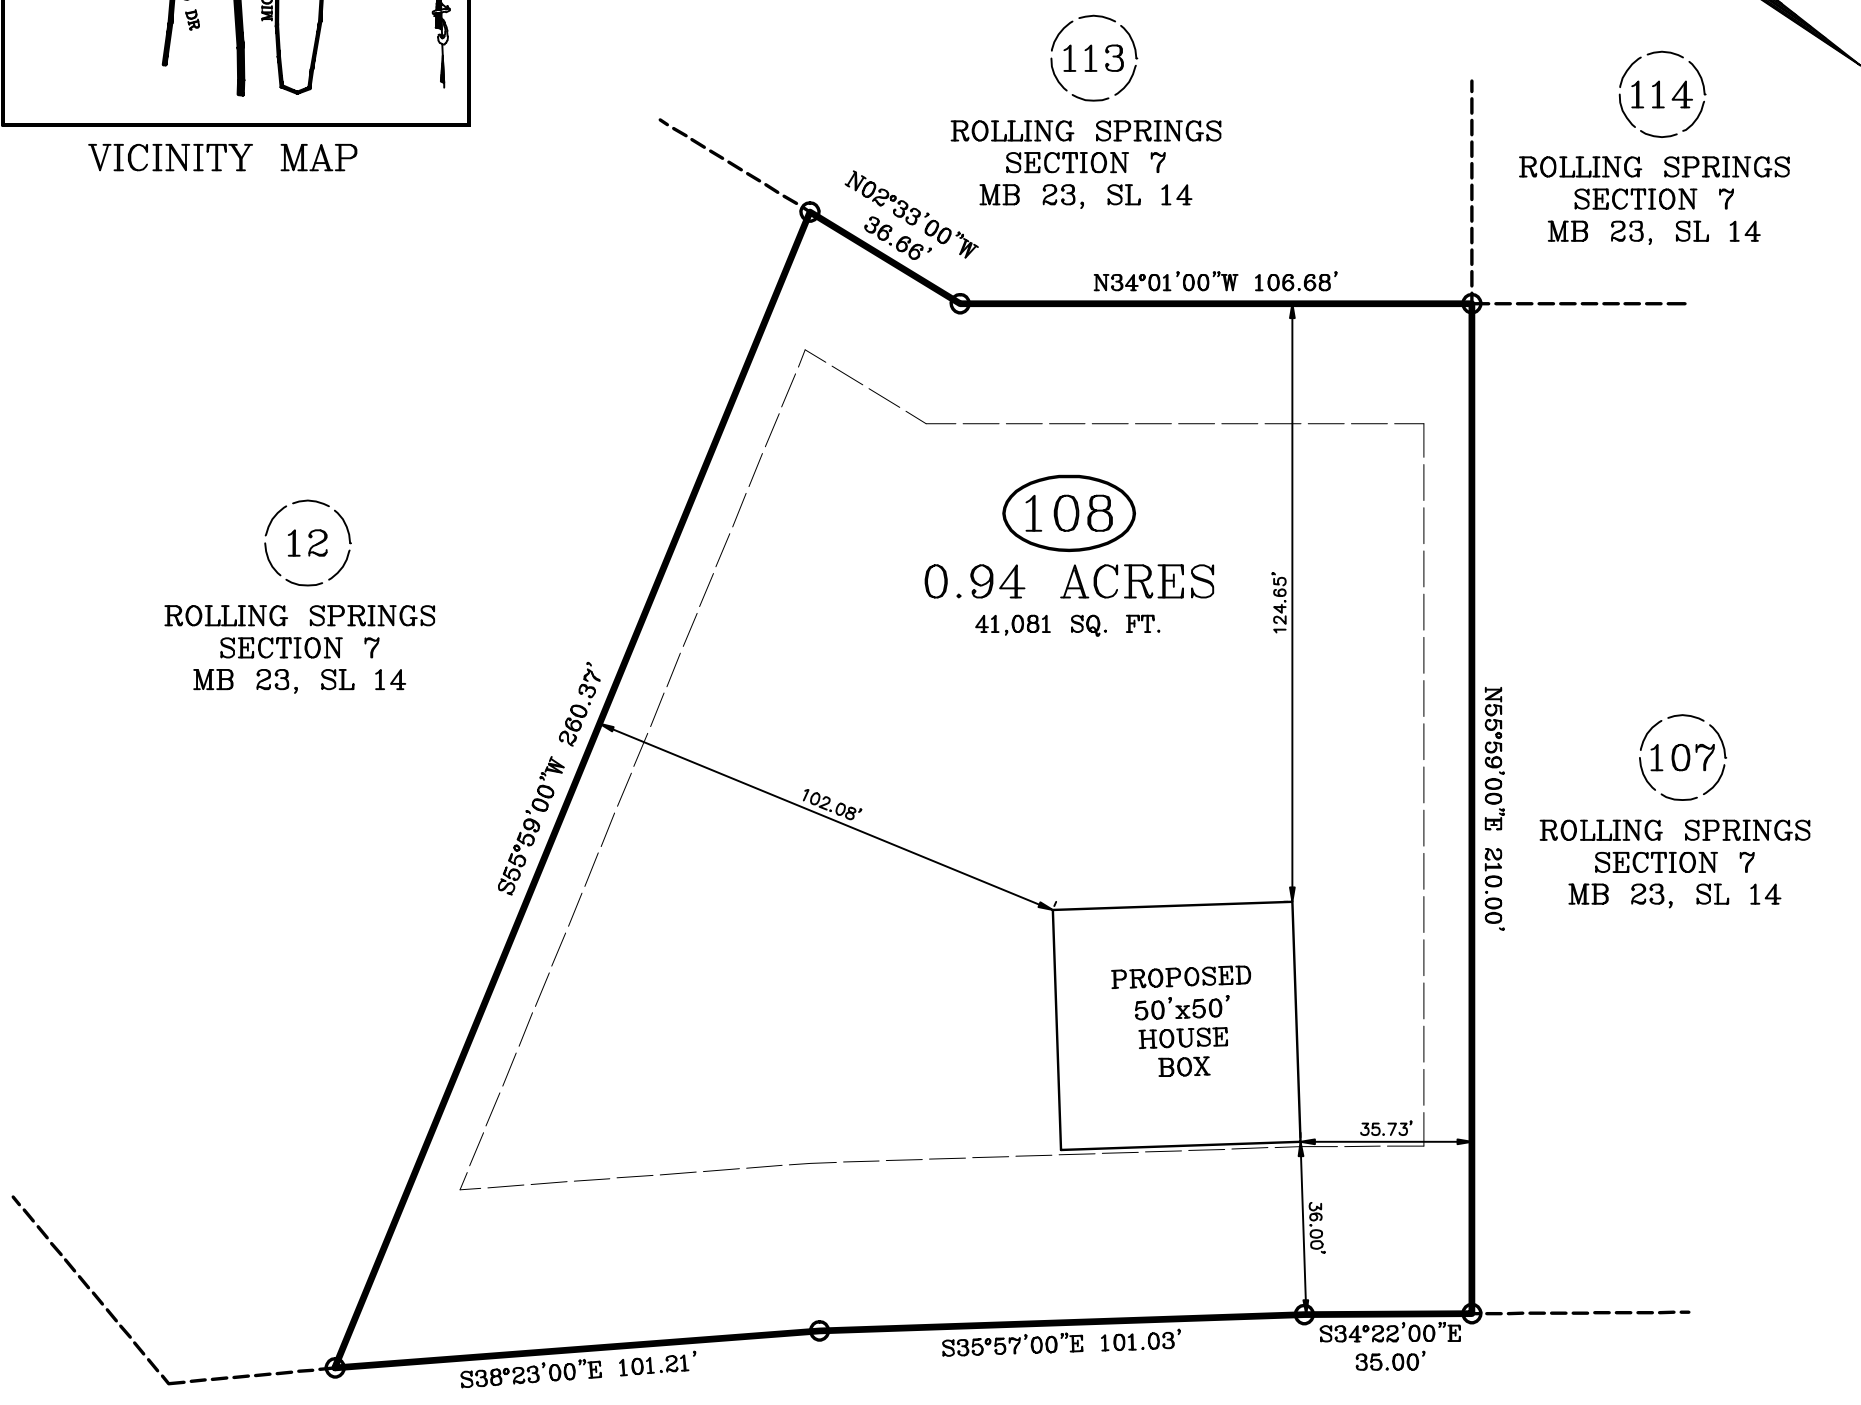 DR
VICINITY MAP
113
ROLLING SPRINGS
SECTION 7
MB 23, SL 14
114
ROLLING SPRINGS
SECTION 7
MB 23, SL 14
N02°33'00"W
36.66'
N34°01'00"W 106.68'
12
ROLLING SPRINGS
SECTION 7
MB 23, SL 14
108
0.94 ACRES
41,081 SQ. FT.
124.65'
S55°59'00"W 260.37'
102.08'
N55°59'00"E 210.00'
107
ROLLING SPRINGS
SECTION 7
MB 23, SL 14
PROPOSED
50'x50'
HOUSE
BOX
35.73'
36.00'
S38°23'00"E 101.21'
S35°57'00"E 101.03'
S34°22'00"E
35.00'